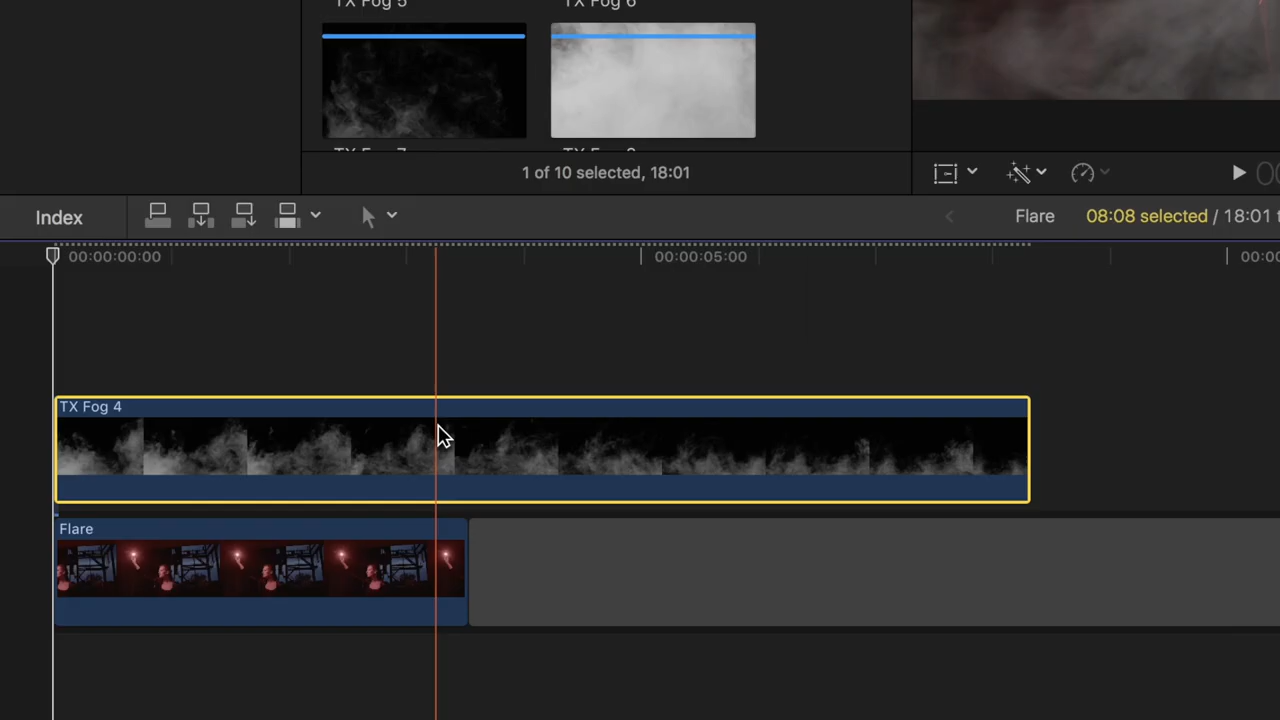 TX Fog 5
TX Fog 6
1 of 10 selected, 18:01
Index
Flare
08:08 selected / 18:01
00:00:00:00
00:00:05:00
TX Fog 4
Flare